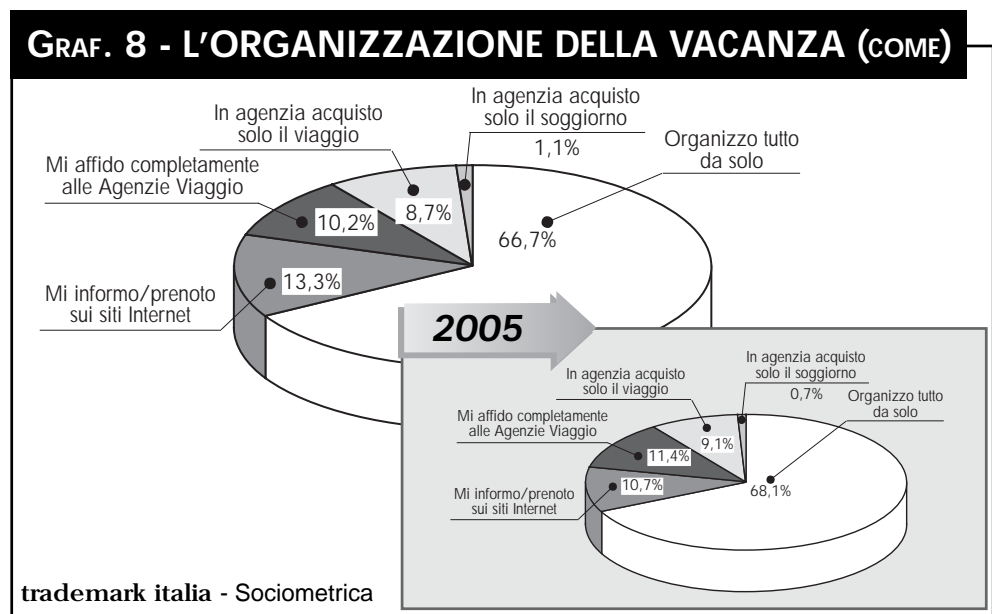 GRAF. 8 - L'ORGANIZZAZIONE DELLA VACANZA (COME)
In agenzia acquisto
solo il viaggio
8,7%
In agenzia acquisto
solo il soggiorno
1,1%
Organizzo tutto
da solo
66,7%
Mi affido completamente
alle Agenzie Viaggio
10,2%
Mi informo/prenoto
sui siti Internet
13,3%
2005
In agenzia acquisto
solo il viaggio
9,1%
In agenzia acquisto
solo il soggiorno
0,7%
Organizzo tutto
da solo
68,1%
Mi affido completamente
alle Agenzie Viaggio
11,4%
Mi informo/prenoto
sui siti Internet
10,7%
trademark italia - Sociometrica